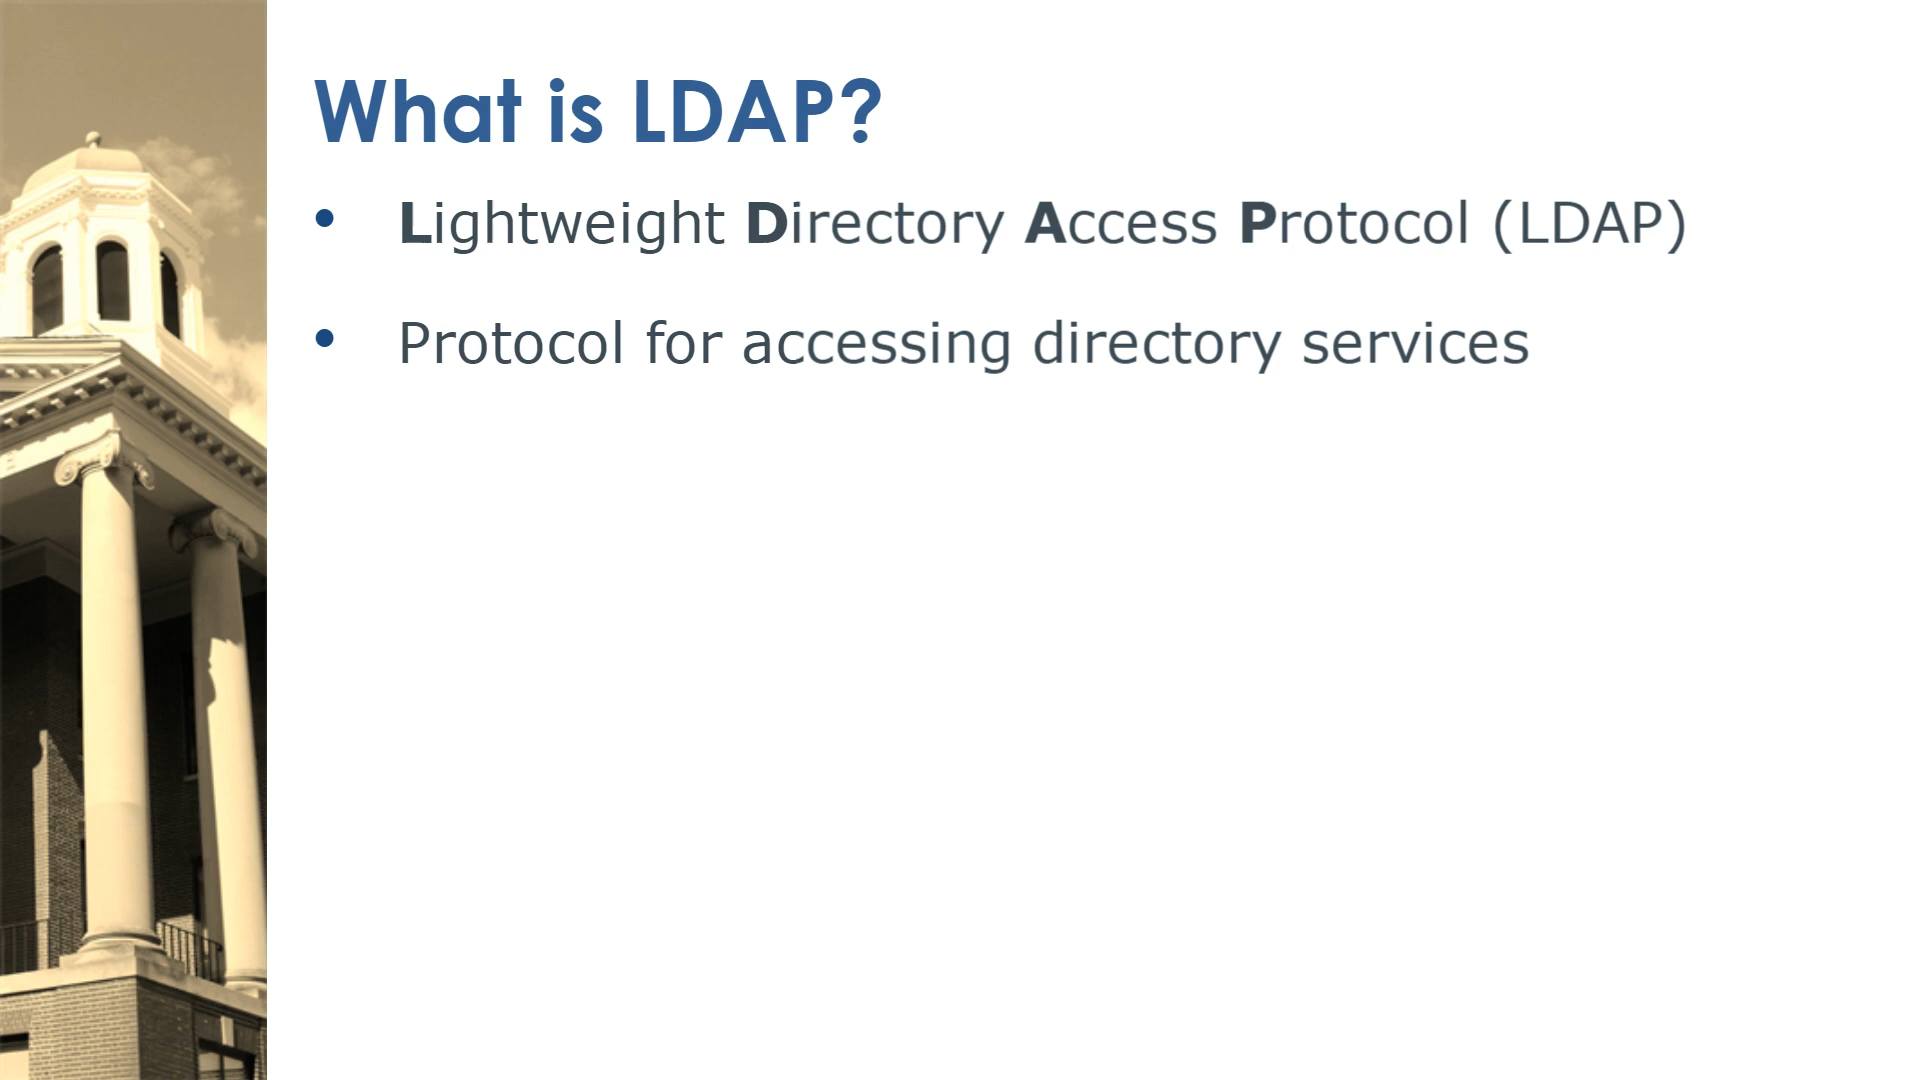 What is LDAP?
• Lightweight Directory Access Protocol (LDAP)
• Protocol for accessing directory services